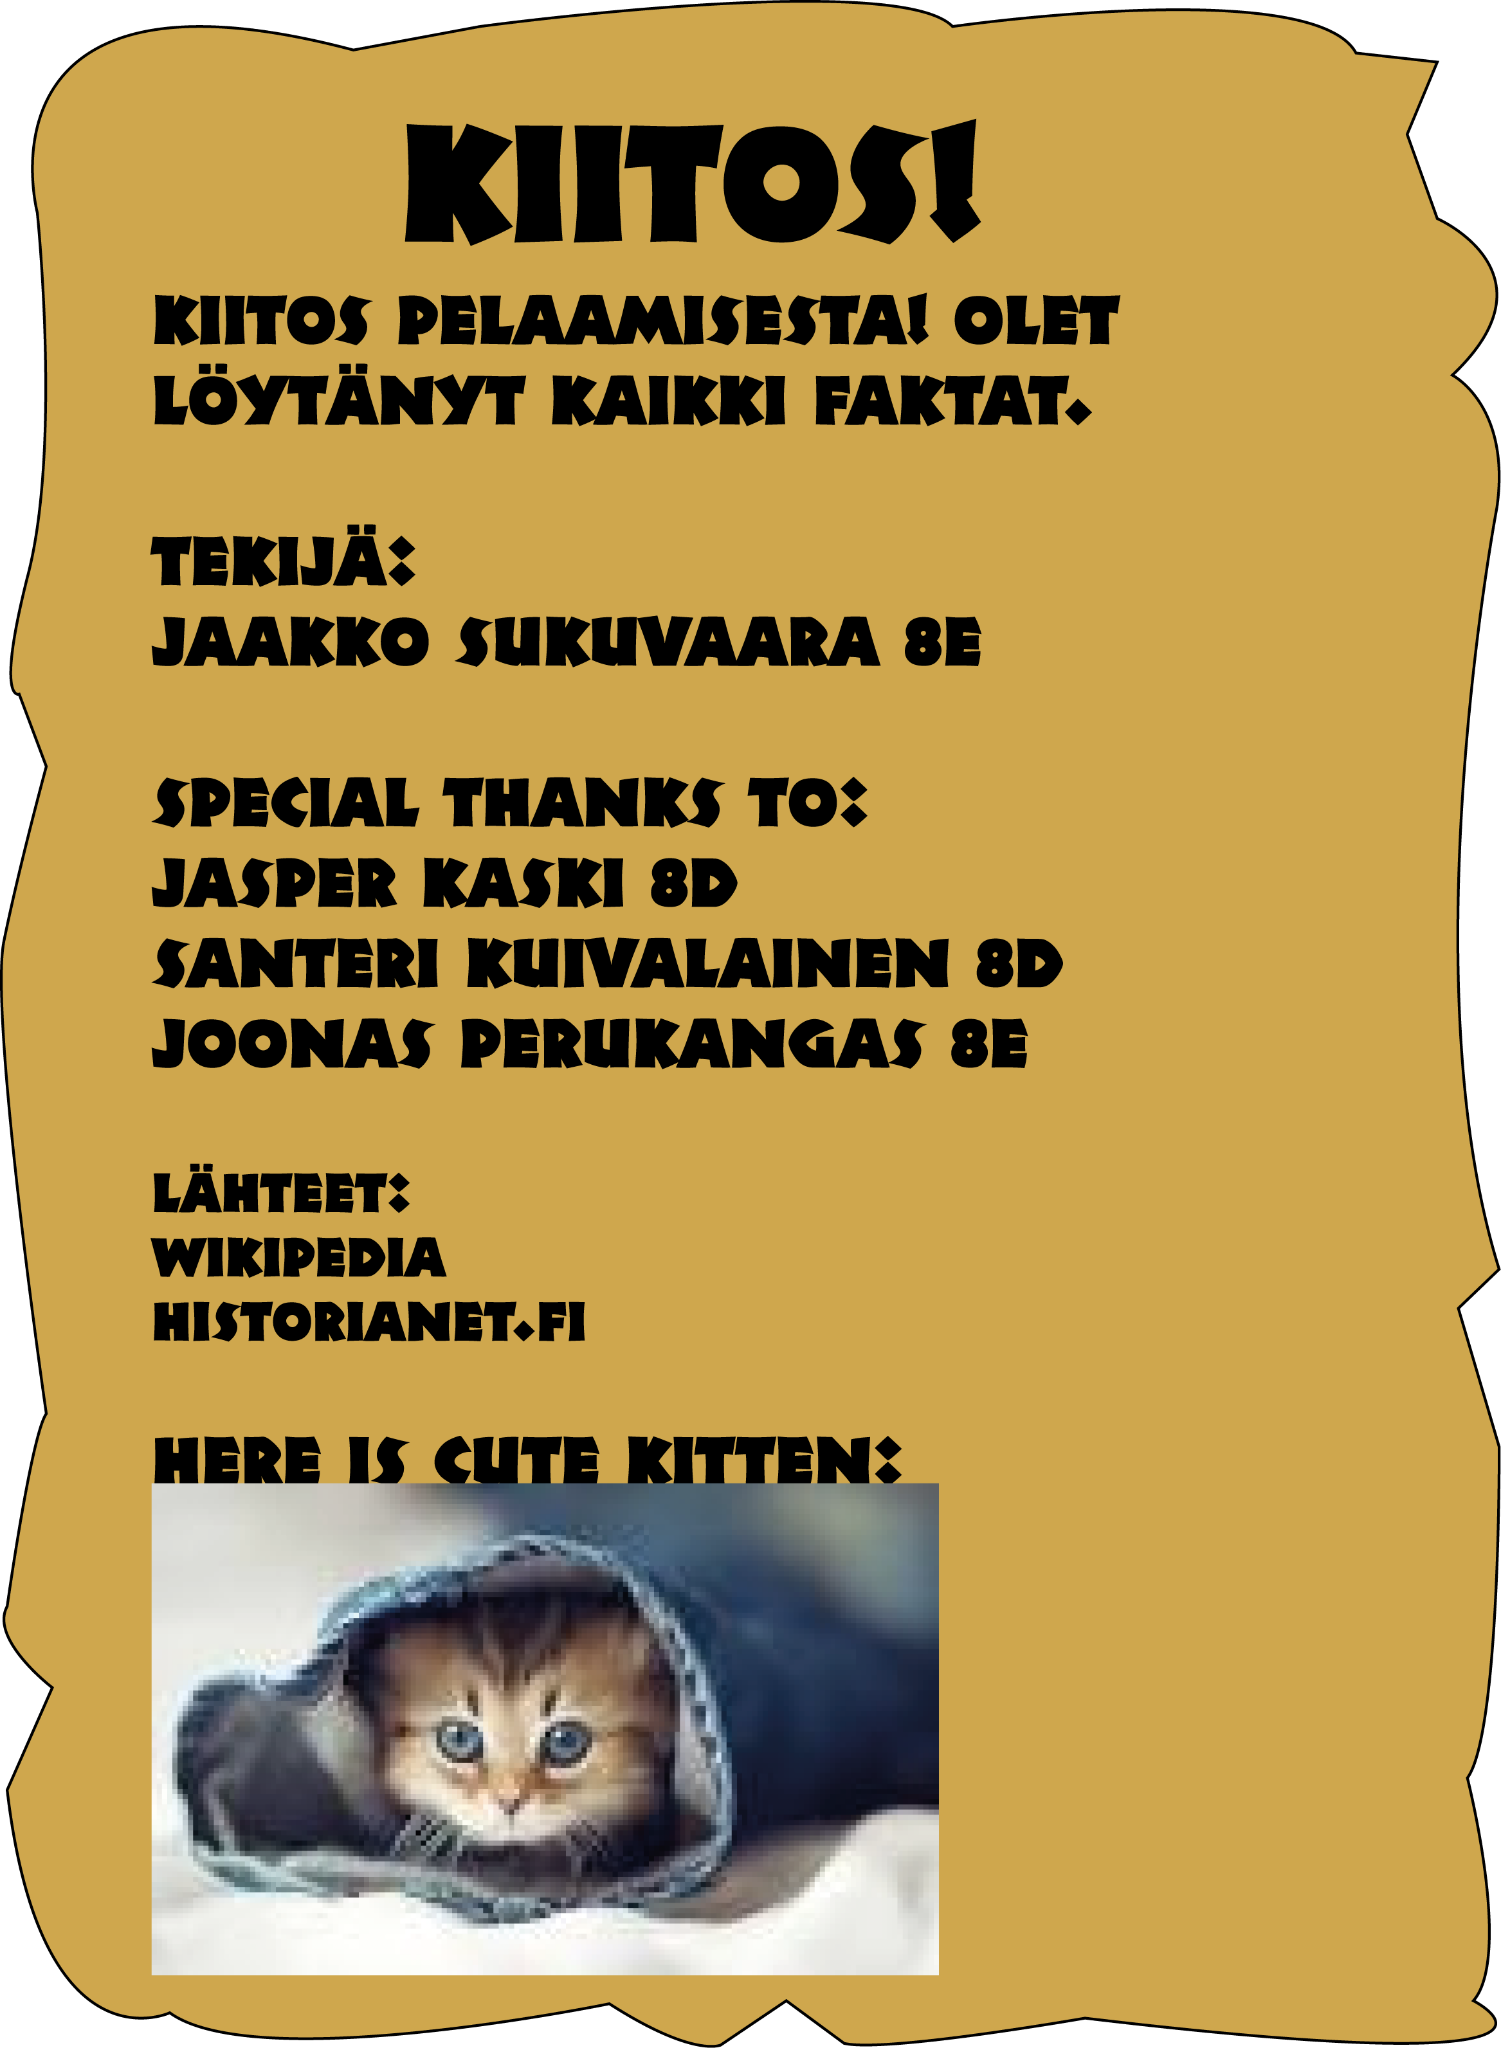 KIITOS!
KIITOS PELAAMISESTA! OLET
LÖYTÄNYT KAIKKI FAKTAT.
TEKIJÄ:
JAAKKO SUKUVAARA 8E
SPECIAL THANKS TO:
JASPER KASKI 8D
SANTERI KUIVALAINEN 8D
JOONAS PERUKANGAS 8E
LÄHTEET:
WIKIPEDIA
HISTORIANET.FI
HERE IS CUTE KITTEN: